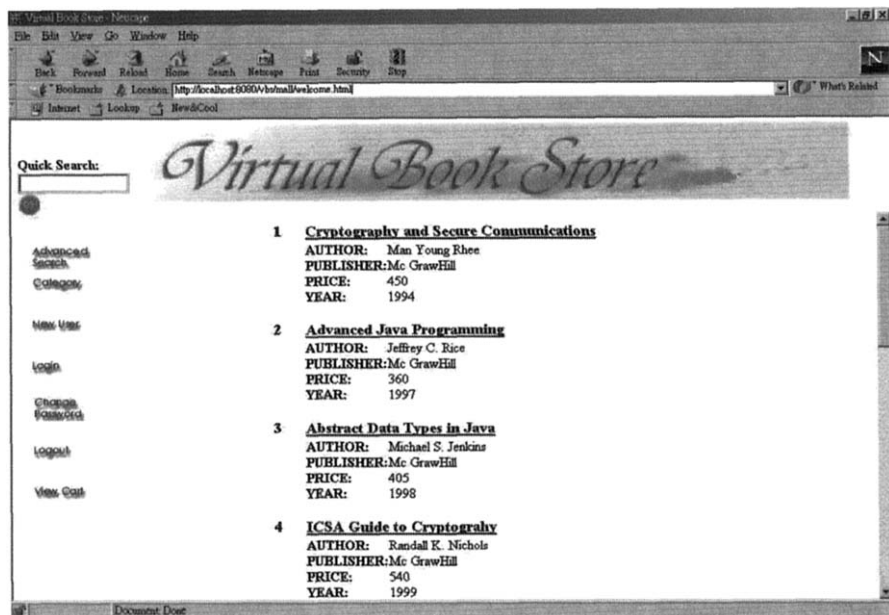 Virtual Book Store - Netscape
File Edit View Go Window Help
Back Forward Reload Home Search Netscape Print Security Stop
N
Bookmarks Location: http://localhost:8080/vbs/mall/welcome.html What's Related
Internet Lookup New&Cool
Quick Search:
Virtual Book Store
Advanced
Search
Category
New User
Login
Change
Password
Logout
View Cart
1 Cryptography and Secure Communications
AUTHOR: Man Young Rhee
PUBLISHER:Mc GrawHill
PRICE: 450
YEAR: 1994
2 Advanced Java Programming
AUTHOR: Jeffrey C. Rice
PUBLISHER:Mc GrawHill
PRICE: 360
YEAR: 1997
3 Abstract Data Types in Java
AUTHOR: Michael S. Jenkins
PUBLISHER:Mc GrawHill
PRICE: 405
YEAR: 1998
4 ICSA Guide to Cryptograhy
AUTHOR: Randall K. Nichols
PUBLISHER:Mc GrawHill
PRICE: 540
YEAR: 1999
Document: Done